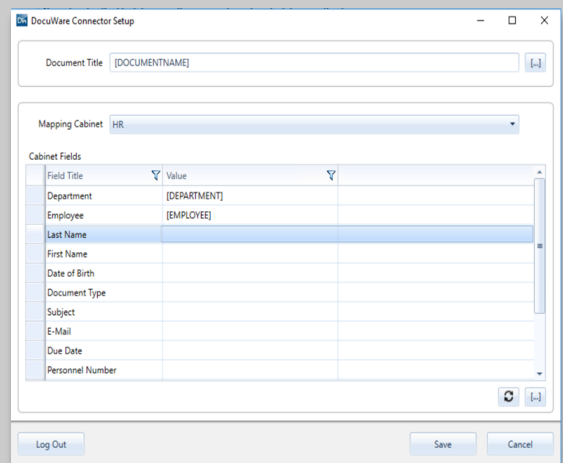 DW DocuWare Connector Setup
Document Title [DOCUMENTNAME] [...]
Mapping Cabinet HR
Cabinet Fields
Field Title Value
Department [DEPARTMENT]
Employee [EMPLOYEE]
Last Name
First Name
Date of Birth
Document Type
Subject
E-Mail
Due Date
Personnel Number
[...]
Log Out Save Cancel